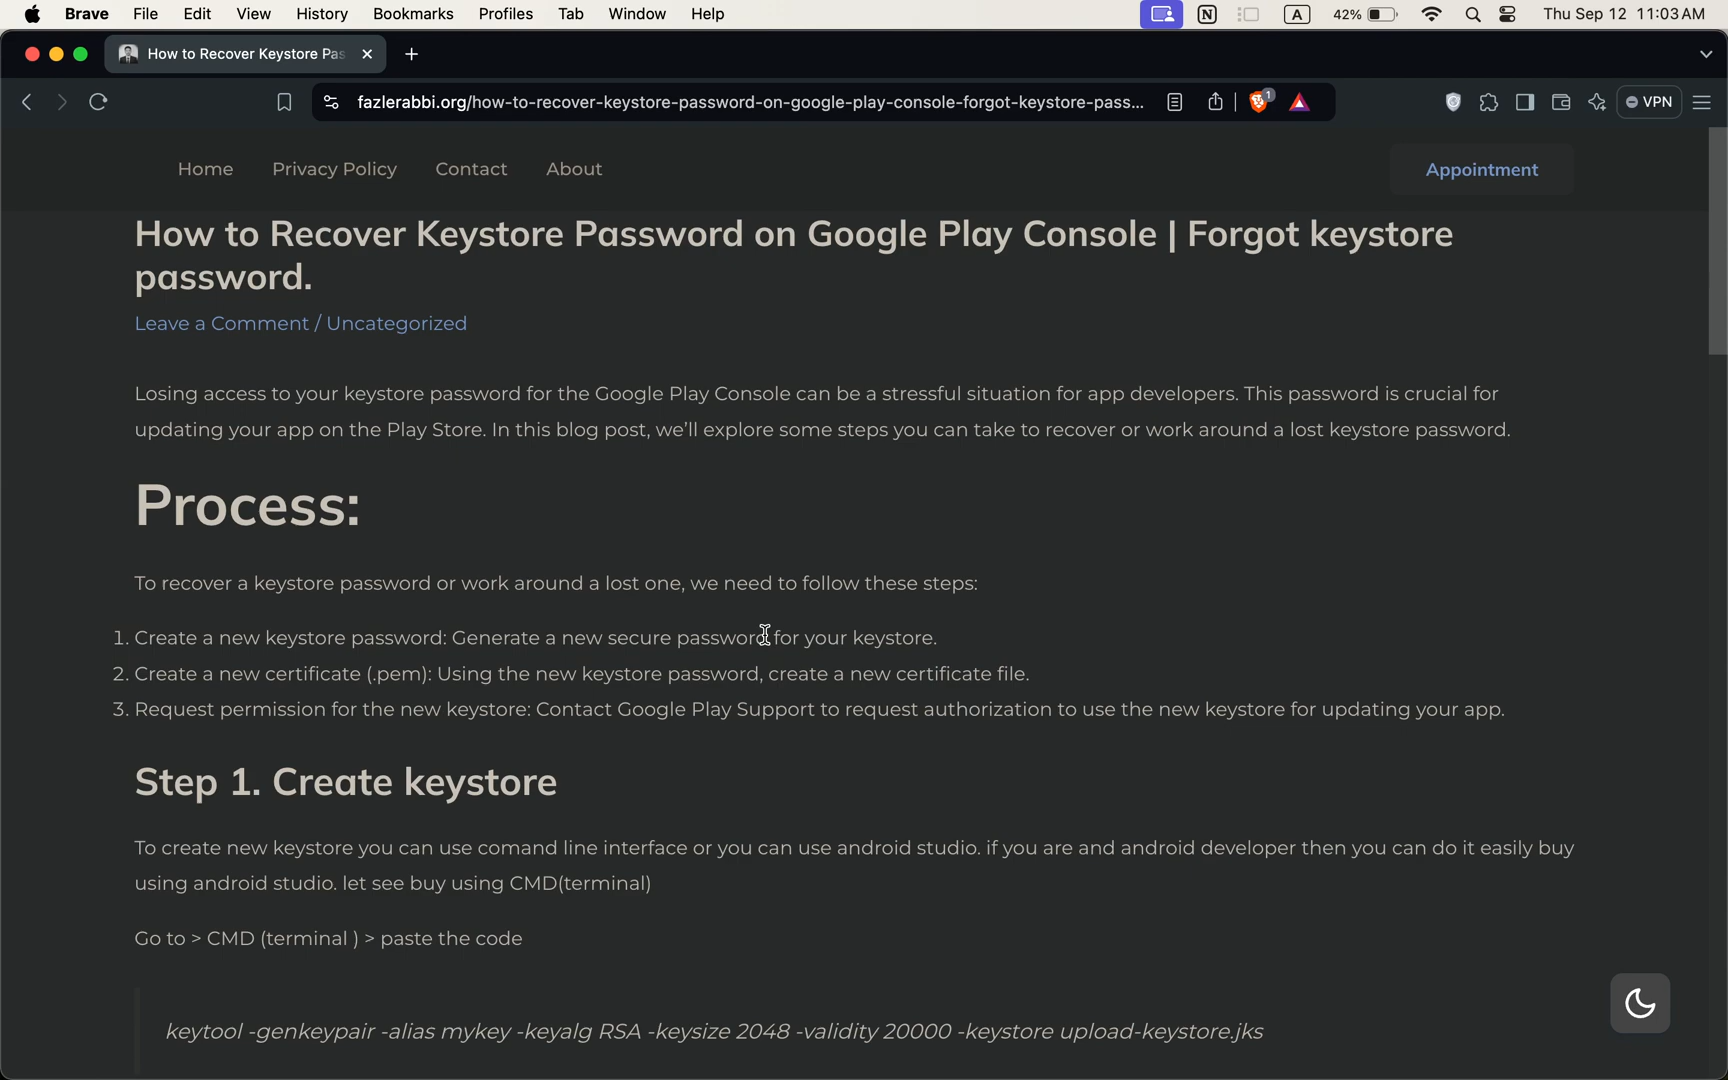 Brave File Edit View History Bookmarks Profiles Tab Window Help N A 42% Thu Sep 12 11:03 AM
How to Recover Keystore Pas
fazlerabbi.org/how-to-recover-keystore-password-on-google-play-console-forgot-keystore-pass... 1 VPN
Home Privacy Policy Contact About Appointment
How to Recover Keystore Password on Google Play Console | Forgot keystore
password.
Leave a Comment / Uncategorized
Losing access to your keystore password for the Google Play Console can be a stressful situation for app developers. This password is crucial for
updating your app on the Play Store. In this blog post, we’ll explore some steps you can take to recover or work around a lost keystore password.
Process:
To recover a keystore password or work around a lost one, we need to follow these steps:
1. Create a new keystore password: Generate a new secure password for your keystore.
2. Create a new certificate (.pem): Using the new keystore password, create a new certificate file.
3. Request permission for the new keystore: Contact Google Play Support to request authorization to use the new keystore for updating your app.
Step 1. Create keystore
To create new keystore you can use comand line interface or you can use android studio. if you are and android developer then you can do it easily buy
using android studio. let see buy using CMD(terminal)
Go to > CMD (terminal ) > paste the code
keytool -genkeypair -alias mykey -keyalg RSA -keysize 2048 -validity 20000 -keystore upload-keystore.jks